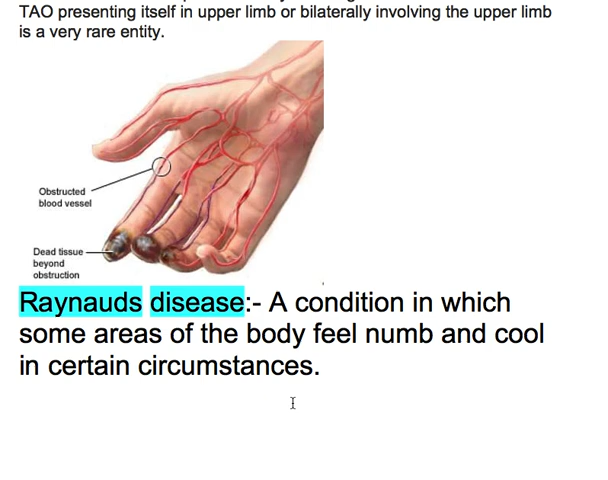 TAO presenting itself in upper limb or bilaterally involving the upper limb
is a very rare entity.
Obstructed
blood vessel
Dead tissue
beyond
obstruction
Raynauds disease:- A condition in which
some areas of the body feel numb and cool
in certain circumstances.